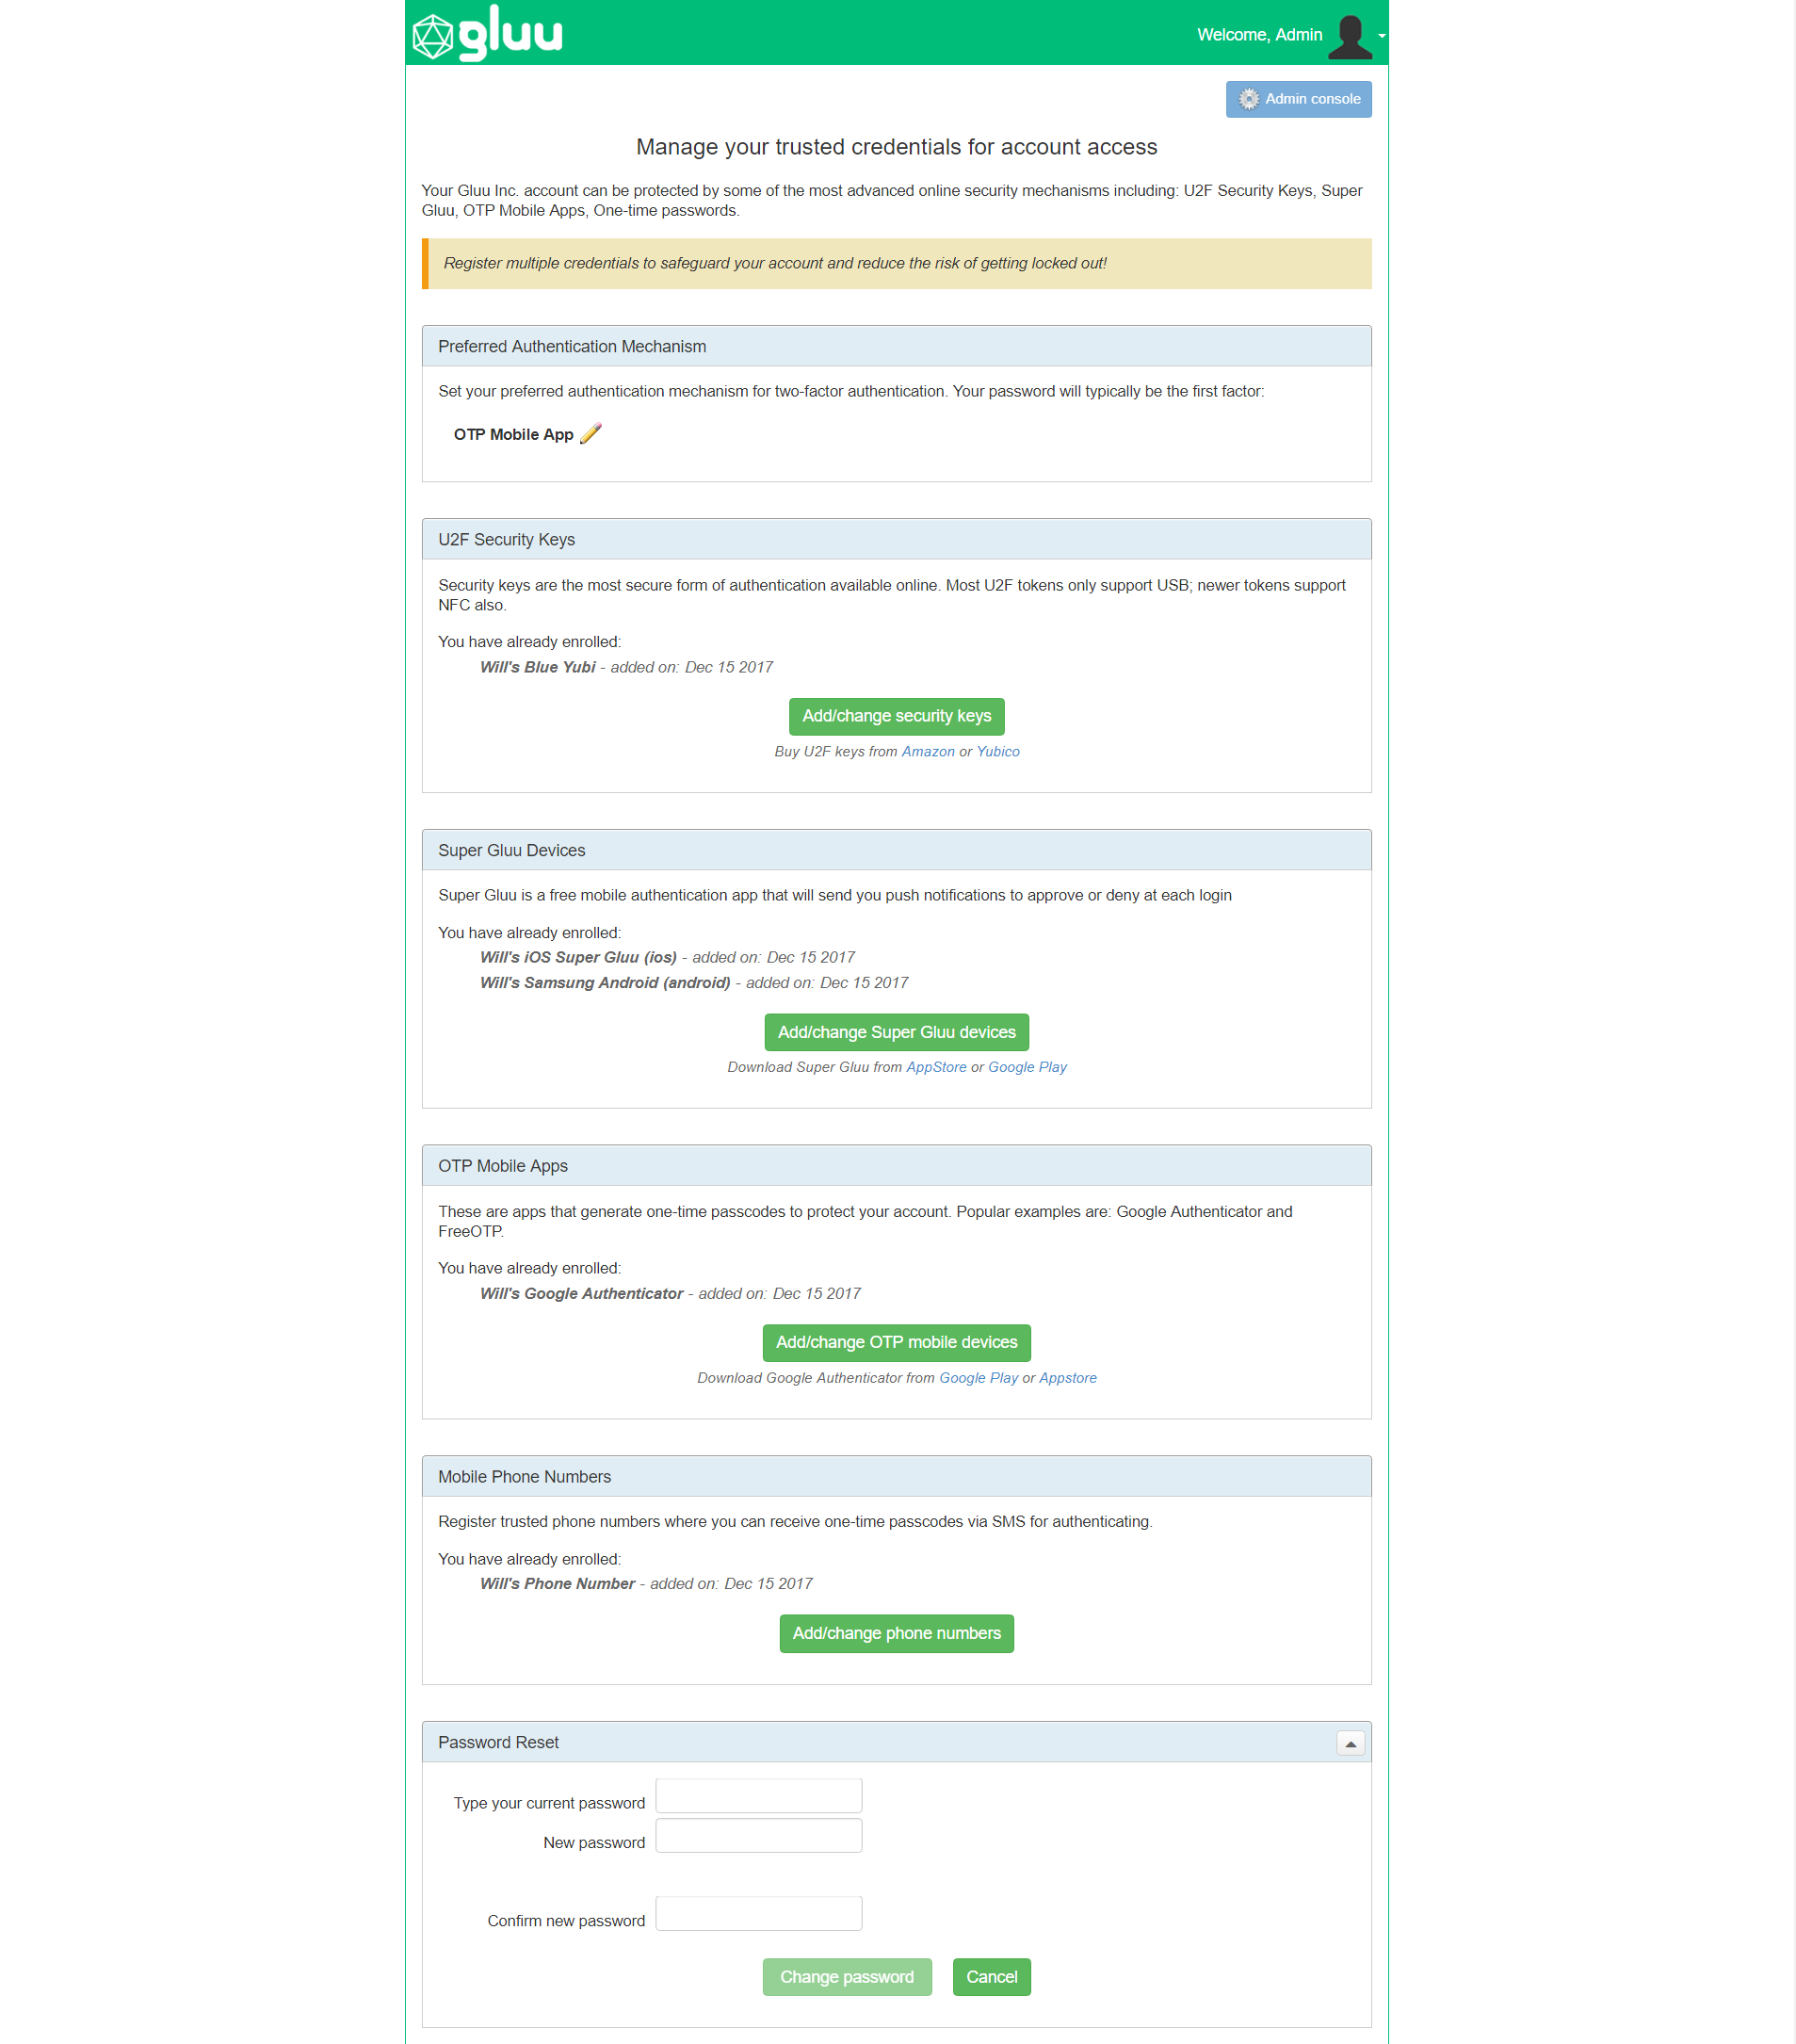 gluu
Welcome, Admin
Admin console
Manage your trusted credentials for account access
Your Gluu Inc. account can be protected by some of the most advanced online security mechanisms including: U2F Security Keys, Super
Gluu, OTP Mobile Apps, One-time passwords.
Register multiple credentials to safeguard your account and reduce the risk of getting locked out!
Preferred Authentication Mechanism
Set your preferred authentication mechanism for two-factor authentication. Your password will typically be the first factor:
OTP Mobile App
U2F Security Keys
Security keys are the most secure form of authentication available online. Most U2F tokens only support USB; newer tokens support
NFC also.
You have already enrolled:
Will's Blue Yubi - added on: Dec 15 2017
Add/change security keys
Buy U2F keys from Amazon or Yubico
Super Gluu Devices
Super Gluu is a free mobile authentication app that will send you push notifications to approve or deny at each login
You have already enrolled:
Will's iOS Super Gluu (ios) - added on: Dec 15 2017
Will's Samsung Android (android) - added on: Dec 15 2017
Add/change Super Gluu devices
Download Super Gluu from AppStore or Google Play
OTP Mobile Apps
These are apps that generate one-time passcodes to protect your account. Popular examples are: Google Authenticator and
FreeOTP.
You have already enrolled:
Will's Google Authenticator - added on: Dec 15 2017
Add/change OTP mobile devices
Download Google Authenticator from Google Play or Appstore
Mobile Phone Numbers
Register trusted phone numbers where you can receive one-time passcodes via SMS for authenticating.
You have already enrolled:
Will's Phone Number - added on: Dec 15 2017
Add/change phone numbers
Password Reset
Type your current password
New password
Confirm new password
Change password Cancel